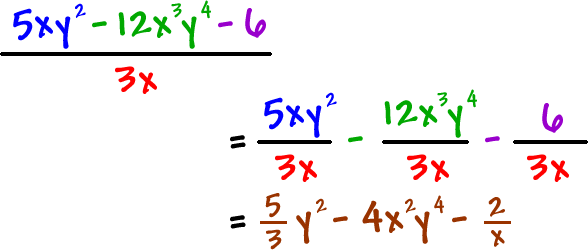 5xy² - 12x³y⁴ - 6
3x
= 5xy²/3x - 12x³y⁴/3x - 6/3x
= 5/3 y² - 4x²y⁴ - 2/x